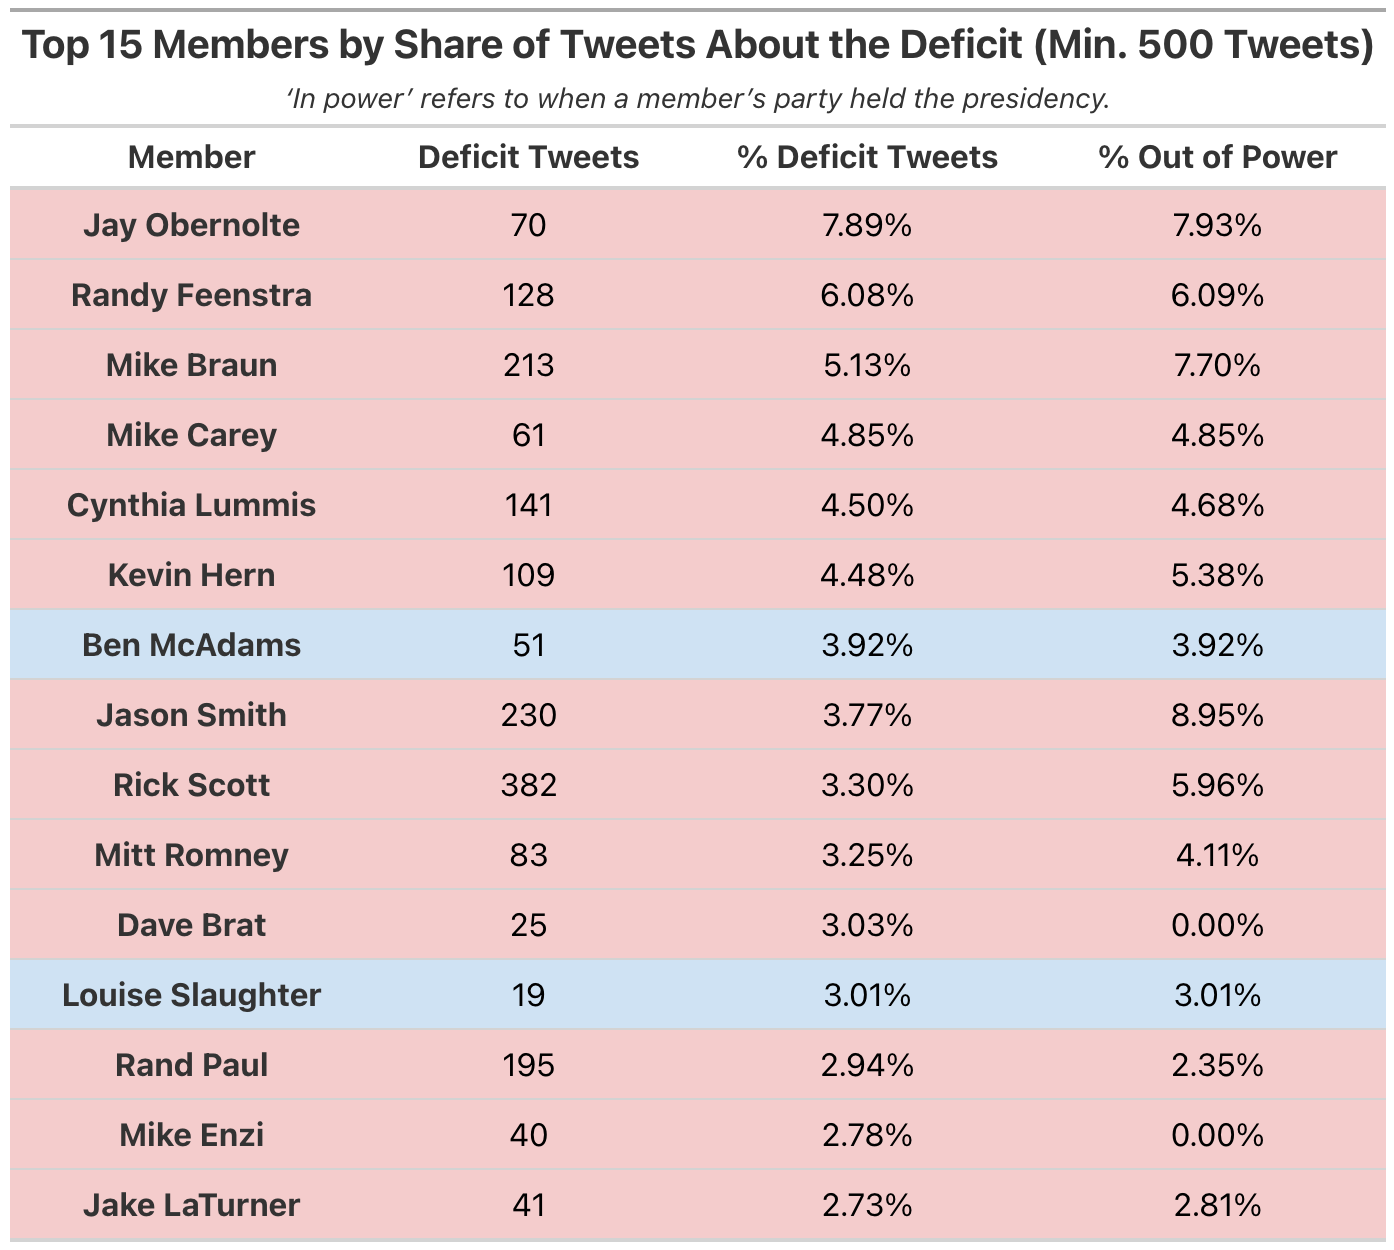 Top 15 Members by Share of Tweets About the Deficit (Min. 500 Tweets)
‘In power’ refers to when a member’s party held the presidency.
Member Deficit Tweets % Deficit Tweets % Out of Power
Jay Obernolte 70 7.89% 7.93%
Randy Feenstra 128 6.08% 6.09%
Mike Braun 213 5.13% 7.70%
Mike Carey 61 4.85% 4.85%
Cynthia Lummis 141 4.50% 4.68%
Kevin Hern 109 4.48% 5.38%
Ben McAdams 51 3.92% 3.92%
Jason Smith 230 3.77% 8.95%
Rick Scott 382 3.30% 5.96%
Mitt Romney 83 3.25% 4.11%
Dave Brat 25 3.03% 0.00%
Louise Slaughter 19 3.01% 3.01%
Rand Paul 195 2.94% 2.35%
Mike Enzi 40 2.78% 0.00%
Jake LaTurner 41 2.73% 2.81%